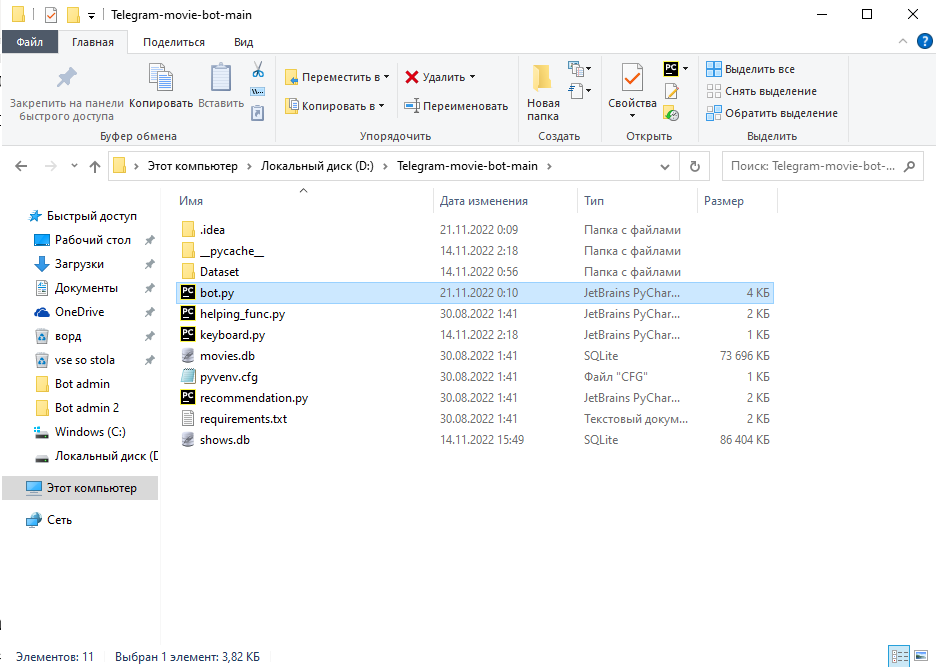 Telegram-movie-bot-main
Файл Главная Поделиться Вид
Закрепить на панели быстрого доступа
Копировать
Вставить
Буфер обмена
Переместить в
Копировать в
Удалить
Переименовать
Упорядочить
Новая папка
Создать
PC
Свойства
Открыть
Выделить все
Снять выделение
Обратить выделение
Выделить
Этот компьютер > Локальный диск (D:) > Telegram-movie-bot-main >
Поиск: Telegram-movie-bot-...
Быстрый доступ
Рабочий стол
Загрузки
Документы
OneDrive
ворд
vse so stola
Bot admin
Bot admin 2
Windows (C:)
Локальный диск (D
Этот компьютер
Сеть
Имя Дата изменения Тип Размер
.idea 21.11.2022 0:09 Папка с файлами
__pycache__ 14.11.2022 2:18 Папка с файлами
Dataset 14.11.2022 0:56 Папка с файлами
bot.py 21.11.2022 0:10 JetBrains PyChar... 4 КБ
helping_func.py 30.08.2022 1:41 JetBrains PyChar... 2 КБ
keyboard.py 14.11.2022 2:18 JetBrains PyChar... 1 КБ
movies.db 30.08.2022 1:41 SQLite 73 696 КБ
pyvenv.cfg 30.08.2022 1:41 Файл "CFG" 1 КБ
recommendation.py 30.08.2022 1:41 JetBrains PyChar... 2 КБ
requirements.txt 30.08.2022 1:41 Текстовый докум... 2 КБ
shows.db 14.11.2022 15:49 SQLite 86 404 КБ
Элементов: 11 Выбран 1 элемент: 3,82 КБ